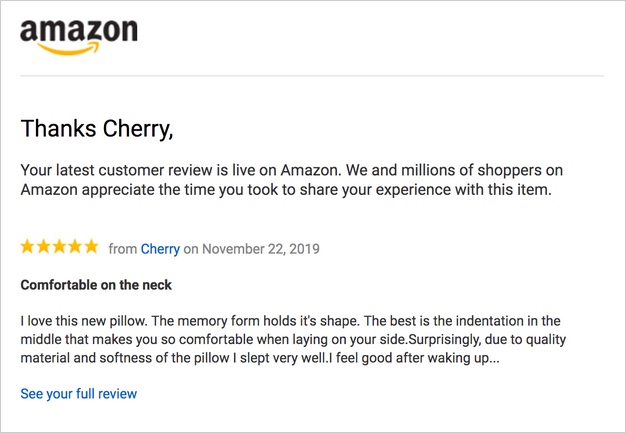 amazon
Thanks Cherry,
Your latest customer review is live on Amazon. We and millions of shoppers on
Amazon appreciate the time you took to share your experience with this item.
from Cherry on November 22, 2019
Comfortable on the neck
I love this new pillow. The memory form holds it's shape. The best is the indentation in the
middle that makes you so comfortable when laying on your side.Surprisingly, due to quality
material and softness of the pillow I slept very well.I feel good after waking up...
See your full review